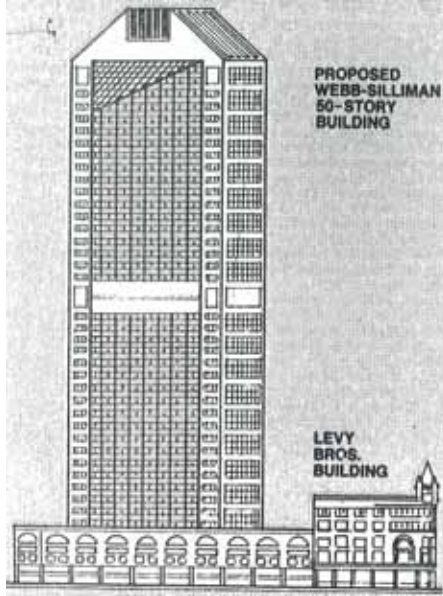 PROPOSED
WEBB-SILLIMAN
50-STORY
BUILDING
LEVY
BROS.
BUILDING